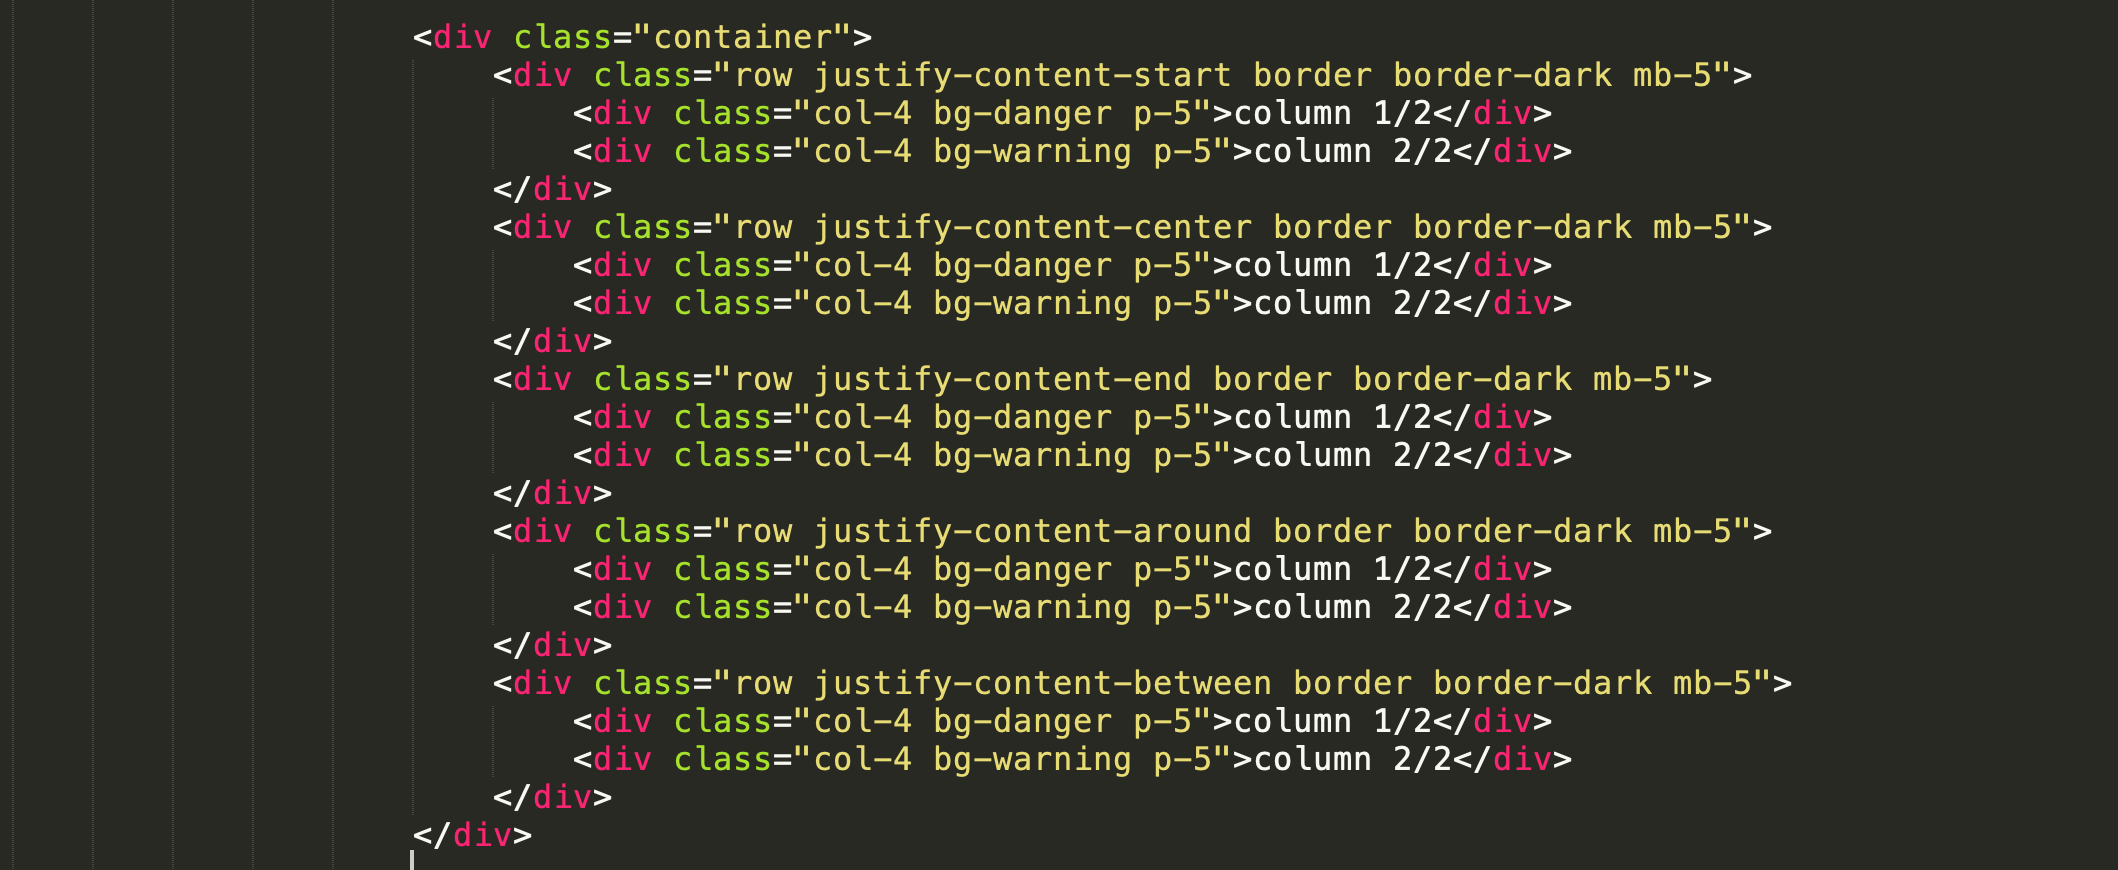 <div class="container">
    <div class="row justify-content-start border border-dark mb-5">
        <div class="col-4 bg-danger p-5">column 1/2</div>
        <div class="col-4 bg-warning p-5">column 2/2</div>
    </div>
    <div class="row justify-content-center border border-dark mb-5">
        <div class="col-4 bg-danger p-5">column 1/2</div>
        <div class="col-4 bg-warning p-5">column 2/2</div>
    </div>
    <div class="row justify-content-end border border-dark mb-5">
        <div class="col-4 bg-danger p-5">column 1/2</div>
        <div class="col-4 bg-warning p-5">column 2/2</div>
    </div>
    <div class="row justify-content-around border border-dark mb-5">
        <div class="col-4 bg-danger p-5">column 1/2</div>
        <div class="col-4 bg-warning p-5">column 2/2</div>
    </div>
    <div class="row justify-content-between border border-dark mb-5">
        <div class="col-4 bg-danger p-5">column 1/2</div>
        <div class="col-4 bg-warning p-5">column 2/2</div>
    </div>
</div>